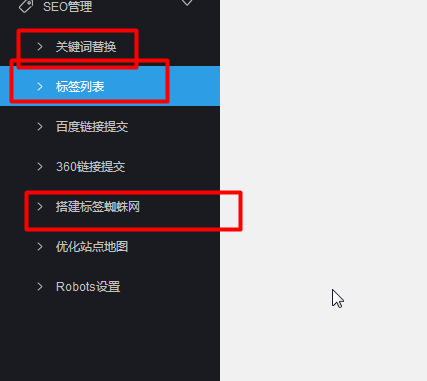 SEO管理
关键词替换
标签列表
百度链接提交
360链接提交
搭建标签蜘蛛网
优化站点地图
Robots设置